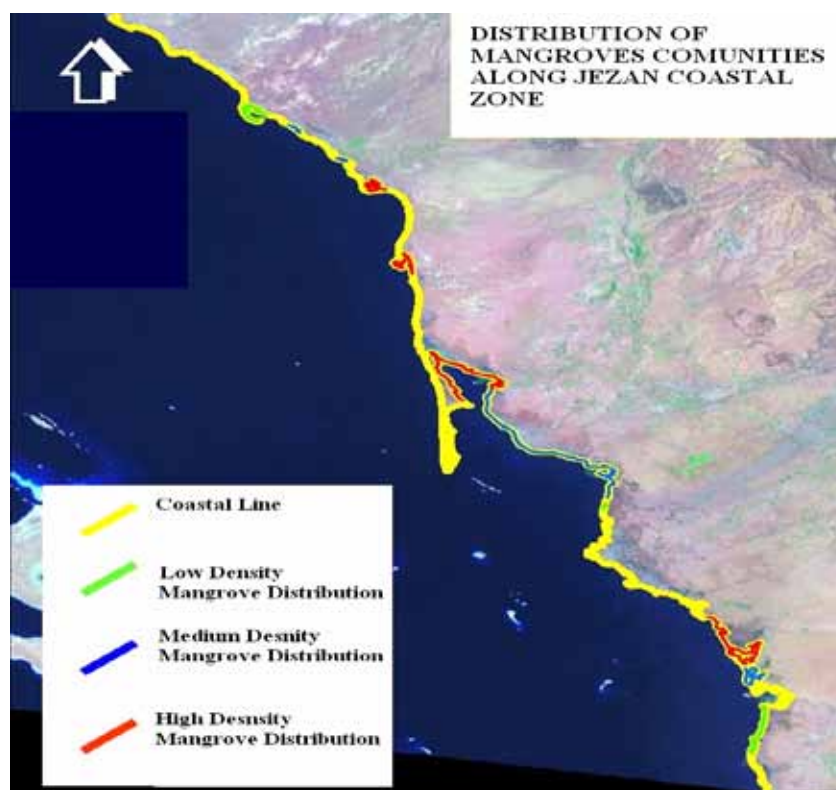 DISTRIBUTION OF
MANGROVES COMUNITIES
ALONG JEZAN COASTAL
ZONE
Coastal Line
Low Density
Mangrove Distribution
Medium Desnity
Mangrove Distribution
High Desnsity
Mangrove Distribution